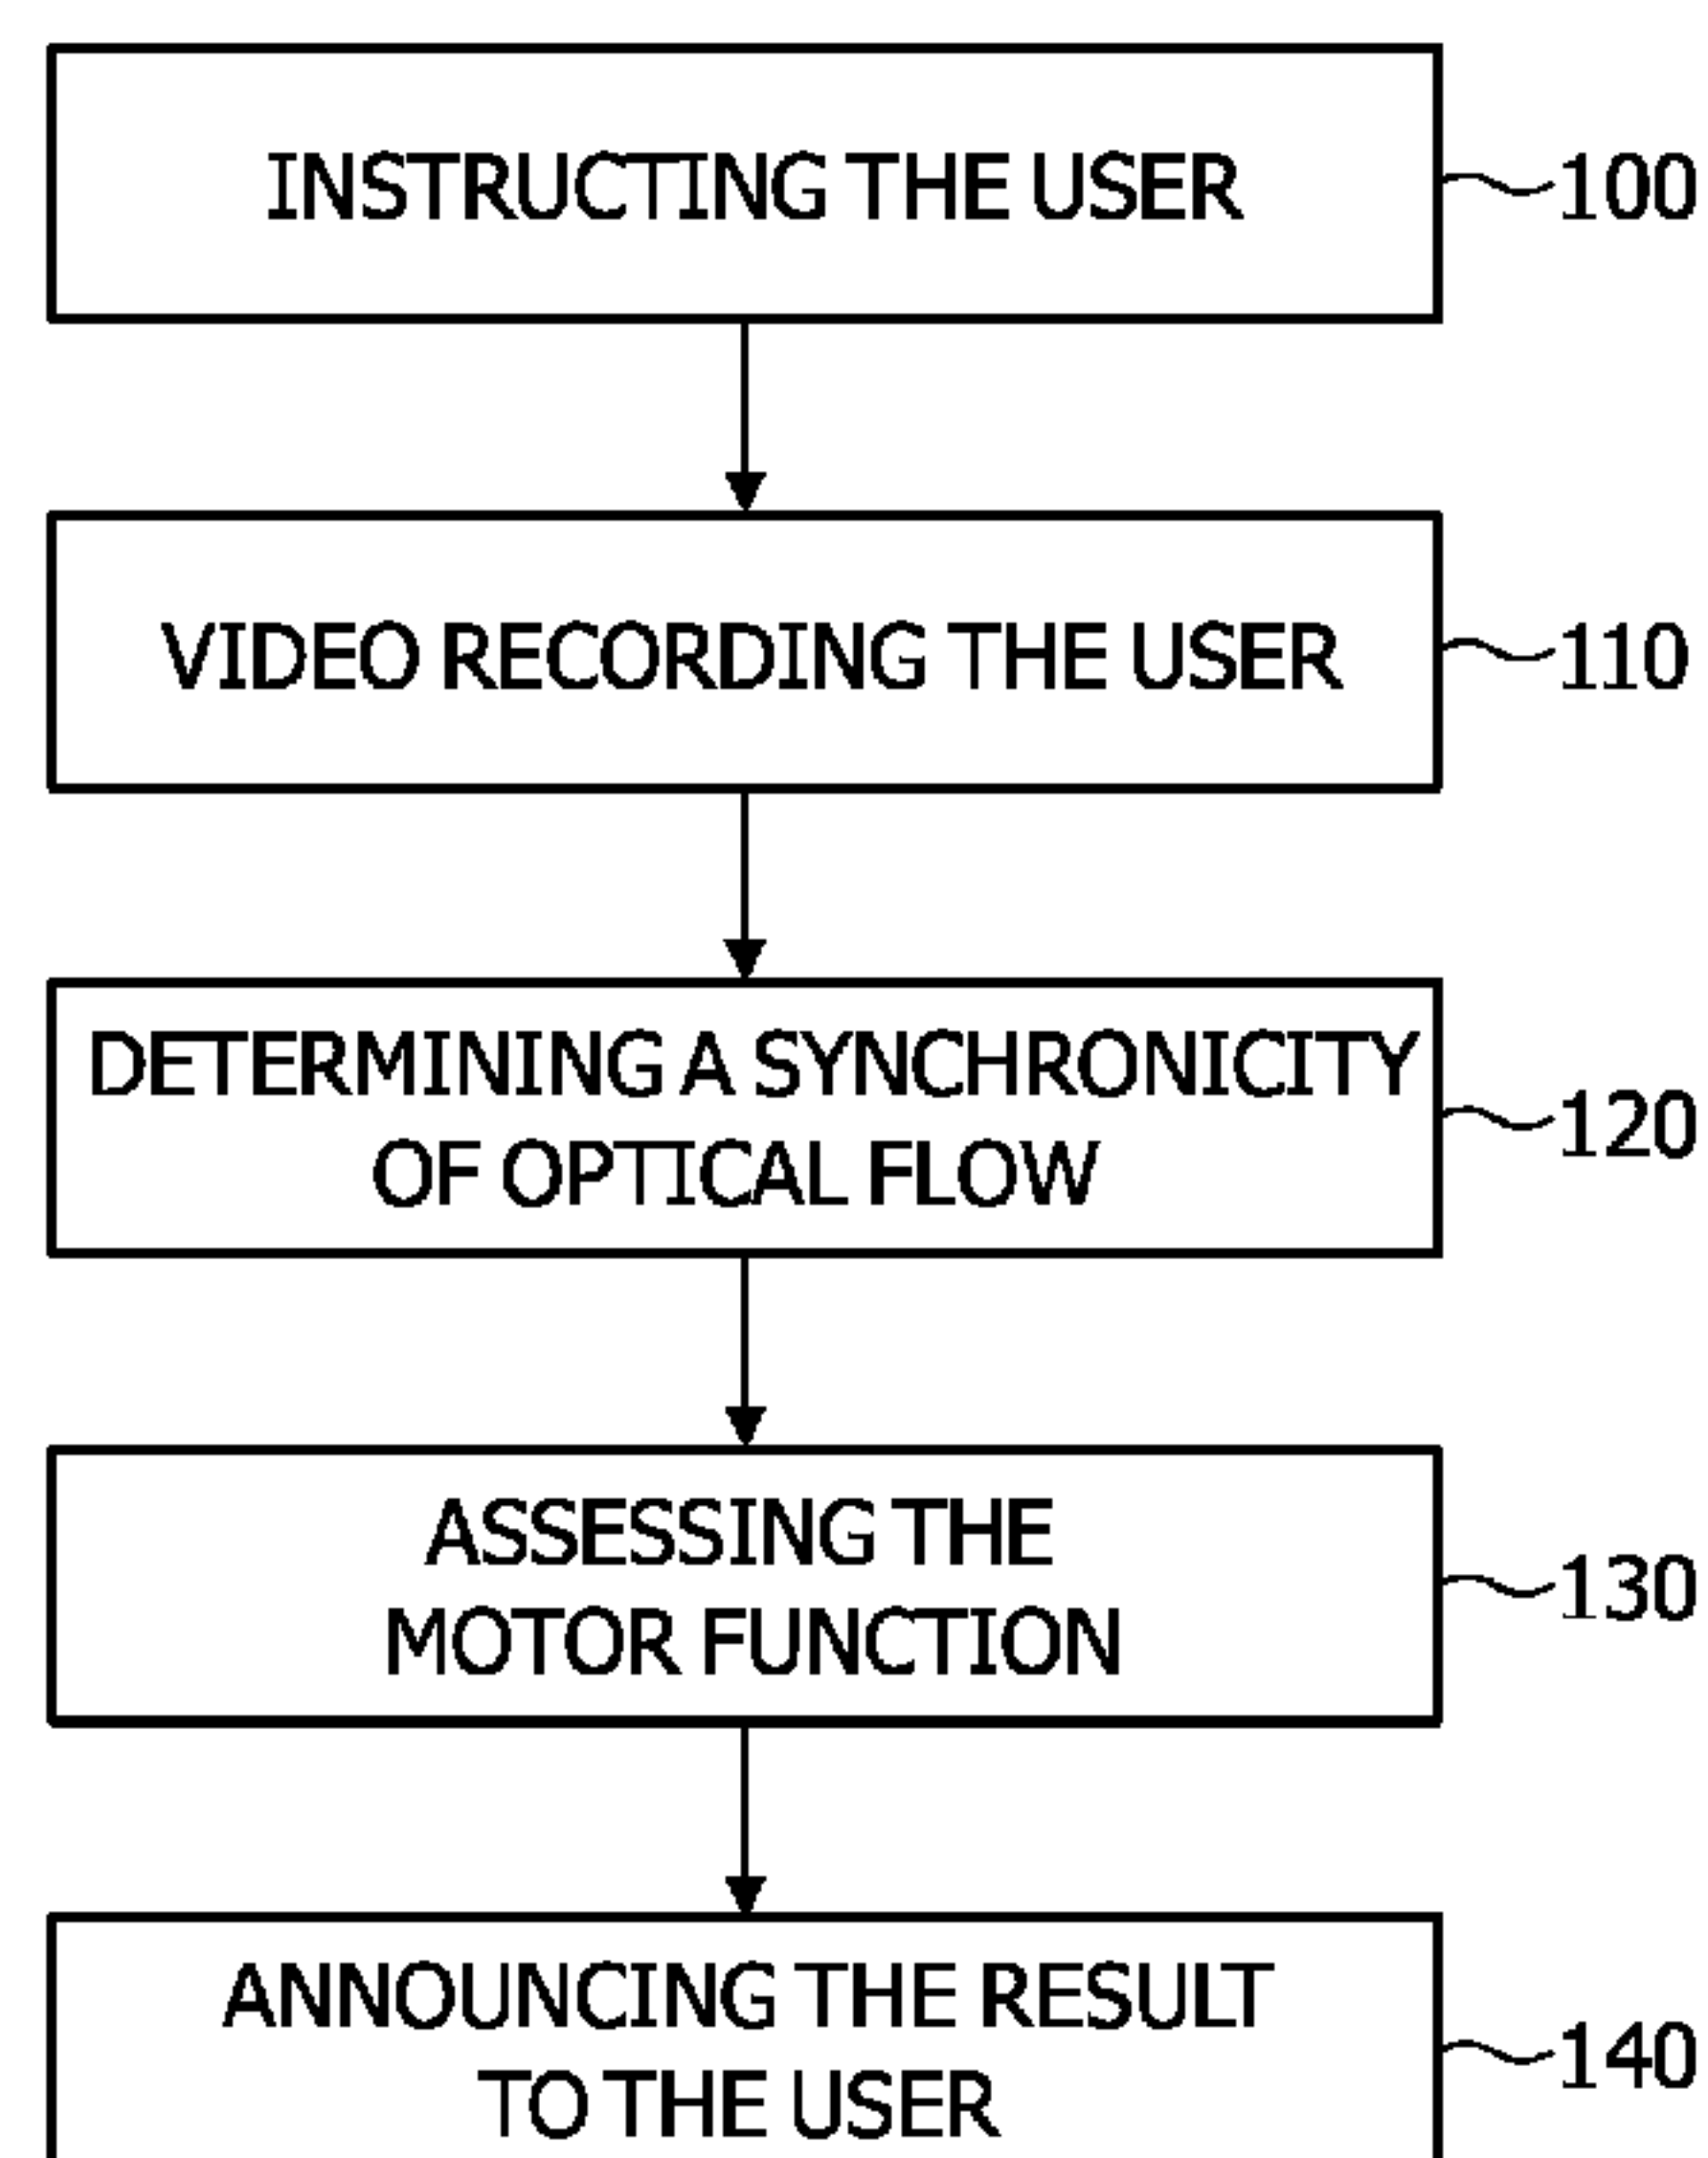 INSTRUCTING THE USER
100
VIDEO RECORDING THE USER
110
DETERMINING A SYNCHRONICITY
OF OPTICAL FLOW
120
ASSESSING THE
MOTOR FUNCTION
130
ANNOUNCING THE RESULT
TO THE USER
140